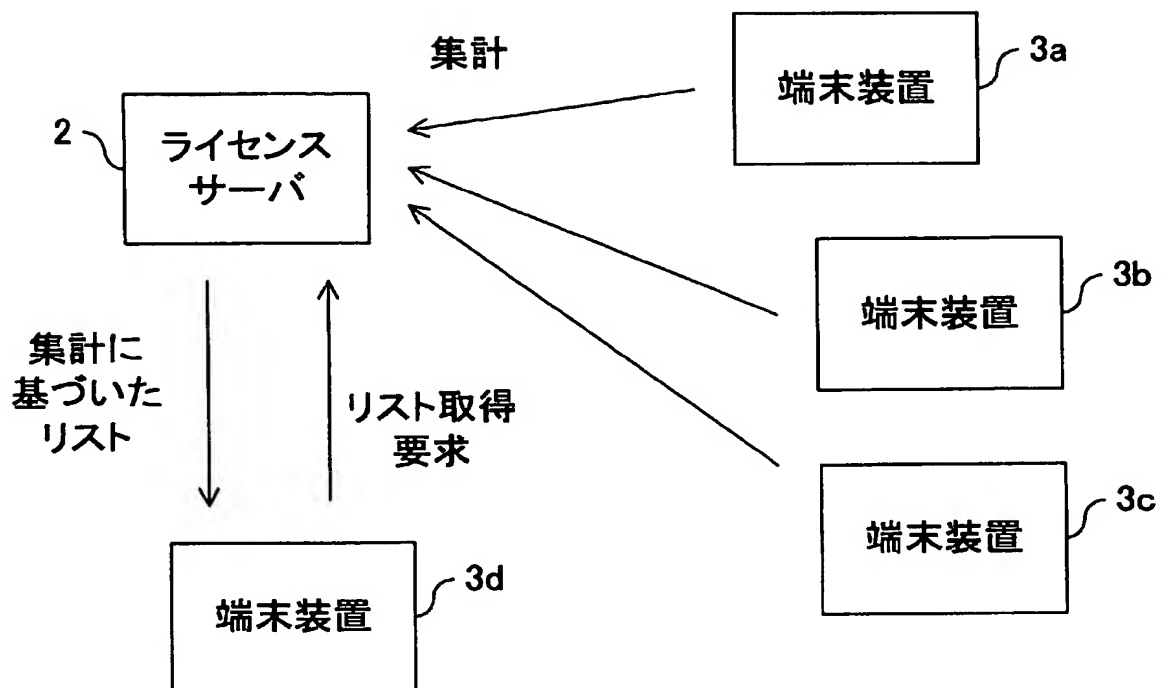 集計
端末装置
3a
2
ライセンス
サーバ
端末装置
3b
集計に
基づいた
リスト
リスト取得
要求
端末装置
3c
端末装置
3d